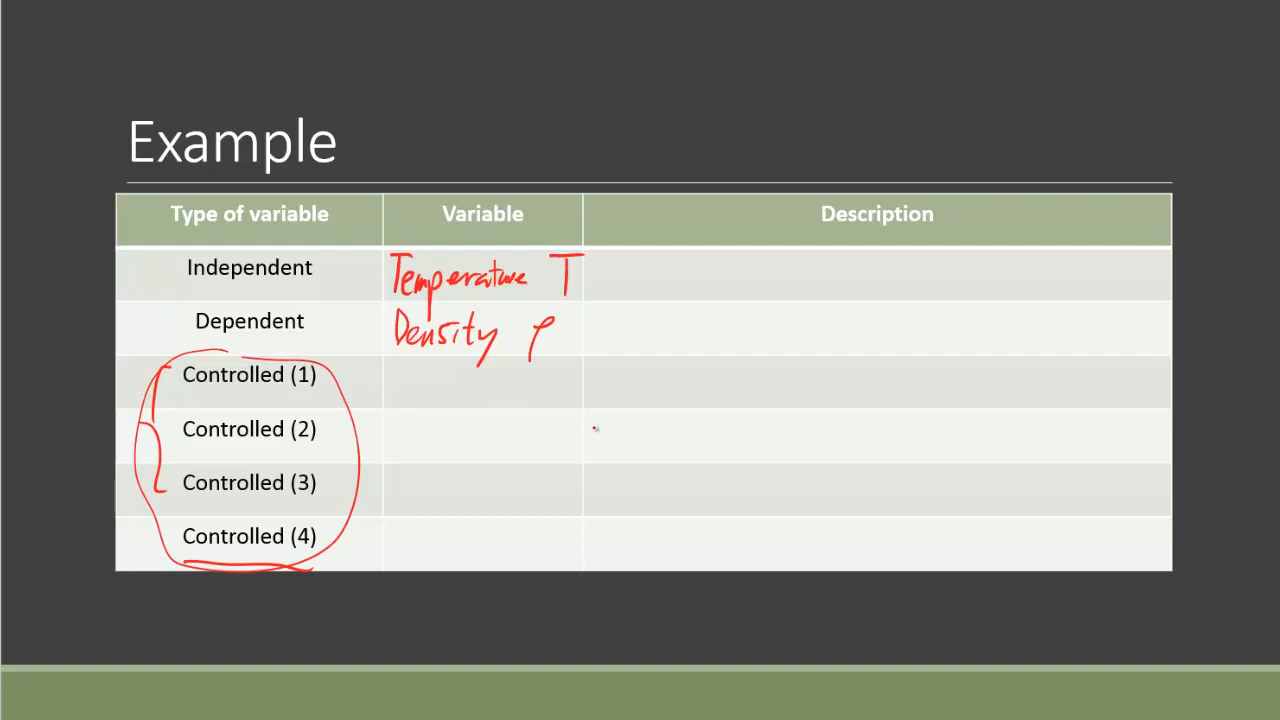 Example
Type of variable Variable Description
Independent Temperature T
Dependent Density ρ
Controlled (1)
Controlled (2)
Controlled (3)
Controlled (4)